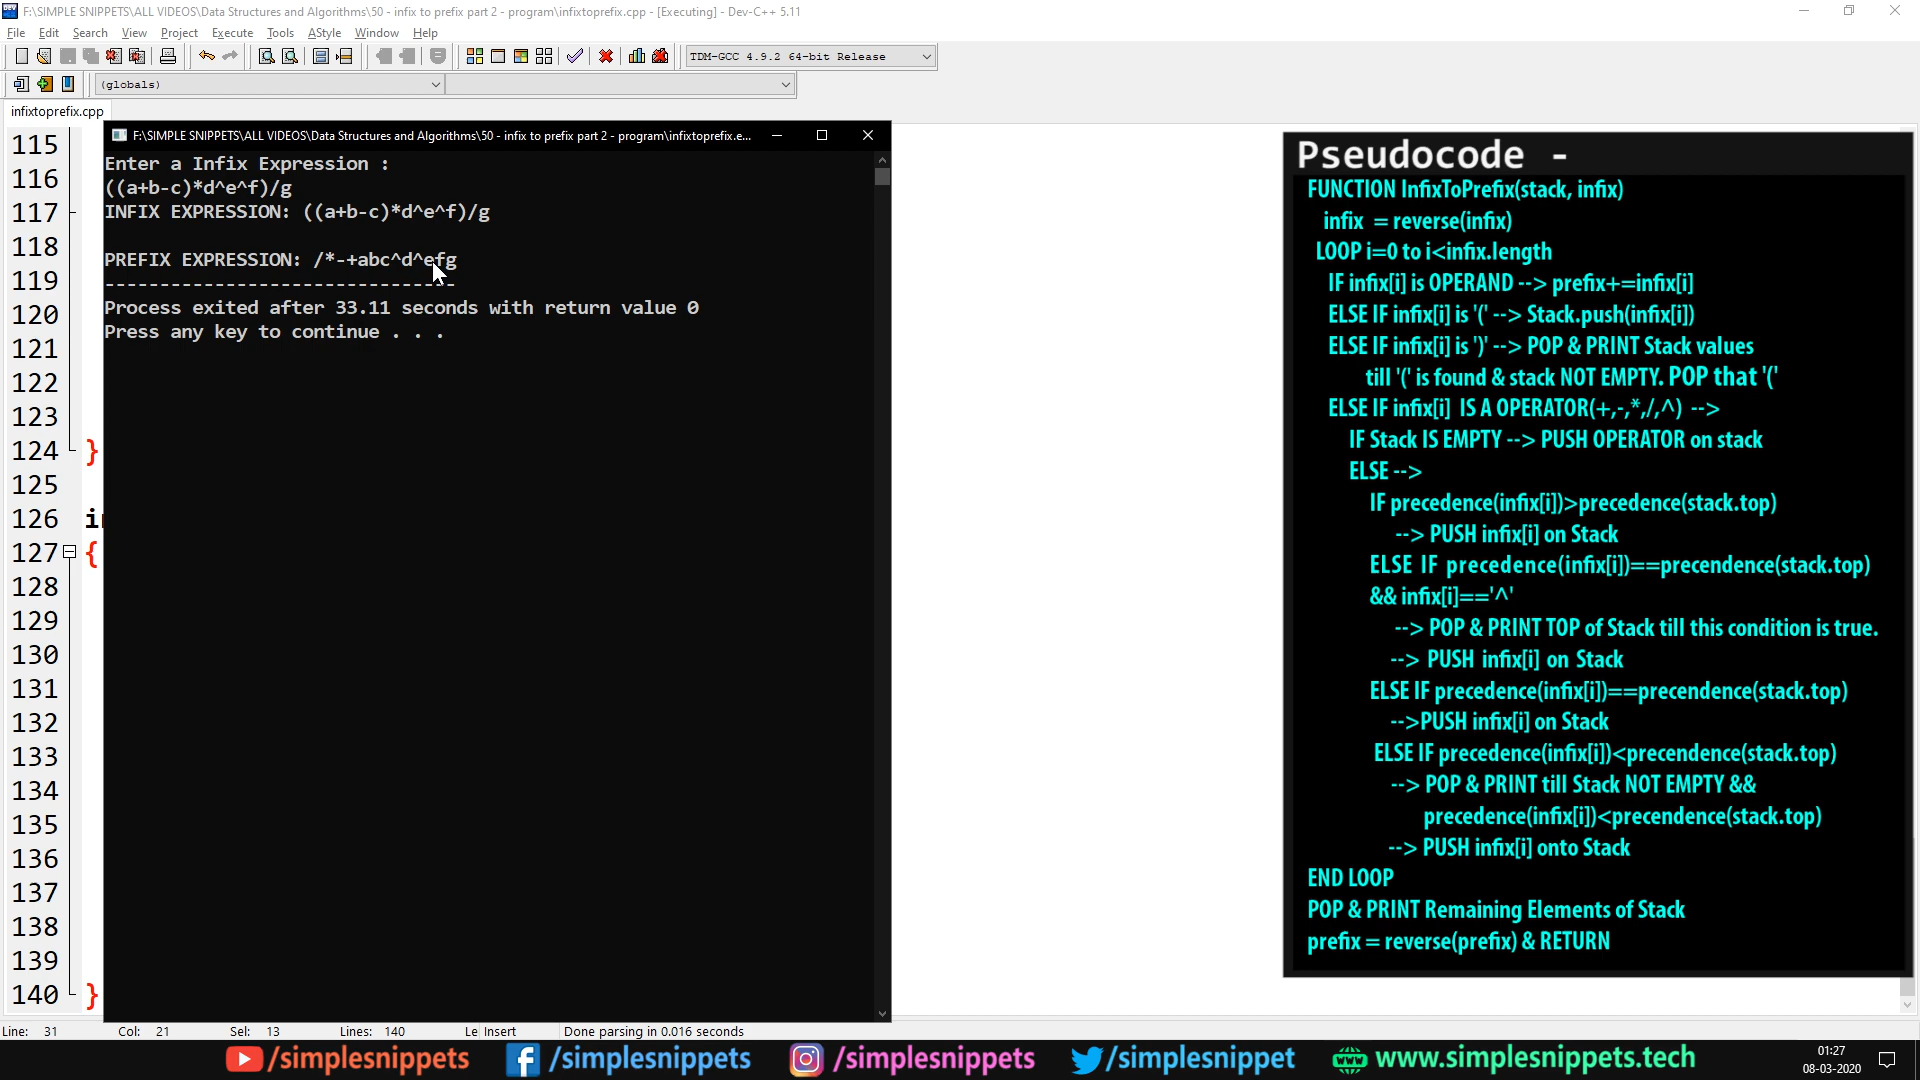 F:\SIMPLE SNIPPETS\ALL VIDEOS\Data Structures and Algorithms\50 - infix to prefix part 2 - program\infixtoprefix.cpp - [Executing] - Dev-C++ 5.11
File Edit Search View Project Execute Tools AStyle Window Help
TDM-GCC 4.9.2 64-bit Release
(globals)
infixtoprefix.cpp
F:\SIMPLE SNIPPETS\ALL VIDEOS\Data Structures and Algorithms\50 - infix to prefix part 2 - program\infixtoprefix.e...
Enter a Infix Expression :
((a+b-c)*d^e^f)/g
INFIX EXPRESSION: ((a+b-c)*d^e^f)/g
PREFIX EXPRESSION: /*-+abc^d^efg
--------------------------------
Process exited after 33.11 seconds with return value 0
Press any key to continue . . .
115
116
117
118
119
120
121
122
123
124 }
125
126
127 {
128
129
130
131
132
133
134
135
136
137
138
139
140 }
Pseudocode -
FUNCTION InfixToPrefix(stack, infix)
infix = reverse(infix)
LOOP i=0 to i<infix.length
IF infix[i] is OPERAND --> prefix+=infix[i]
ELSE IF infix[i] is '(' --> Stack.push(infix[i])
ELSE IF infix[i] is ')' --> POP & PRINT Stack values
till '(' is found & stack NOT EMPTY. POP that '('
ELSE IF infix[i] IS A OPERATOR(+,-,*,/,^) -->
IF Stack IS EMPTY --> PUSH OPERATOR on stack
ELSE -->
IF precedence(infix[i])>precedence(stack.top)
--> PUSH infix[i] on Stack
ELSE IF precedence(infix[i])==precendence(stack.top)
&& infix[i]=='^'
--> POP & PRINT TOP of Stack till this condition is true.
--> PUSH infix[i] on Stack
ELSE IF precedence(infix[i])==precendence(stack.top)
-->PUSH infix[i] on Stack
ELSE IF precedence(infix[i])<precendence(stack.top)
--> POP & PRINT till Stack NOT EMPTY &&
precedence(infix[i])<precendence(stack.top)
--> PUSH infix[i] onto Stack
END LOOP
POP & PRINT Remaining Elements of Stack
prefix = reverse(prefix) & RETURN
Line: 31 Col: 21 Sel: 13 Lines: 140 Le Insert Done parsing in 0.016 seconds
/simplesnippets /simplesnippets /simplesnippets /simplesnippet www.simplesnippets.tech
01:27
08-03-2020